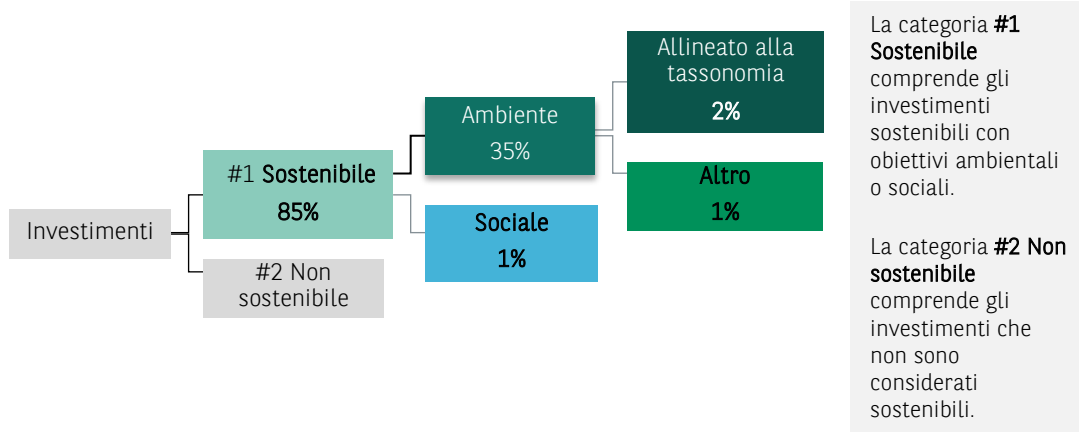 Investimenti
#1 Sostenibile
85%
#2 Non
sostenibile
Ambiente
35%
Sociale
1%
Allineato alla
tassonomia
2%
Altro
1%
La categoria #1
Sostenibile
comprende gli
investimenti
sostenibili con
obiettivi ambientali
o sociali.
La categoria #2 Non
sostenibile
comprende gli
investimenti che
non sono
considerati
sostenibili.